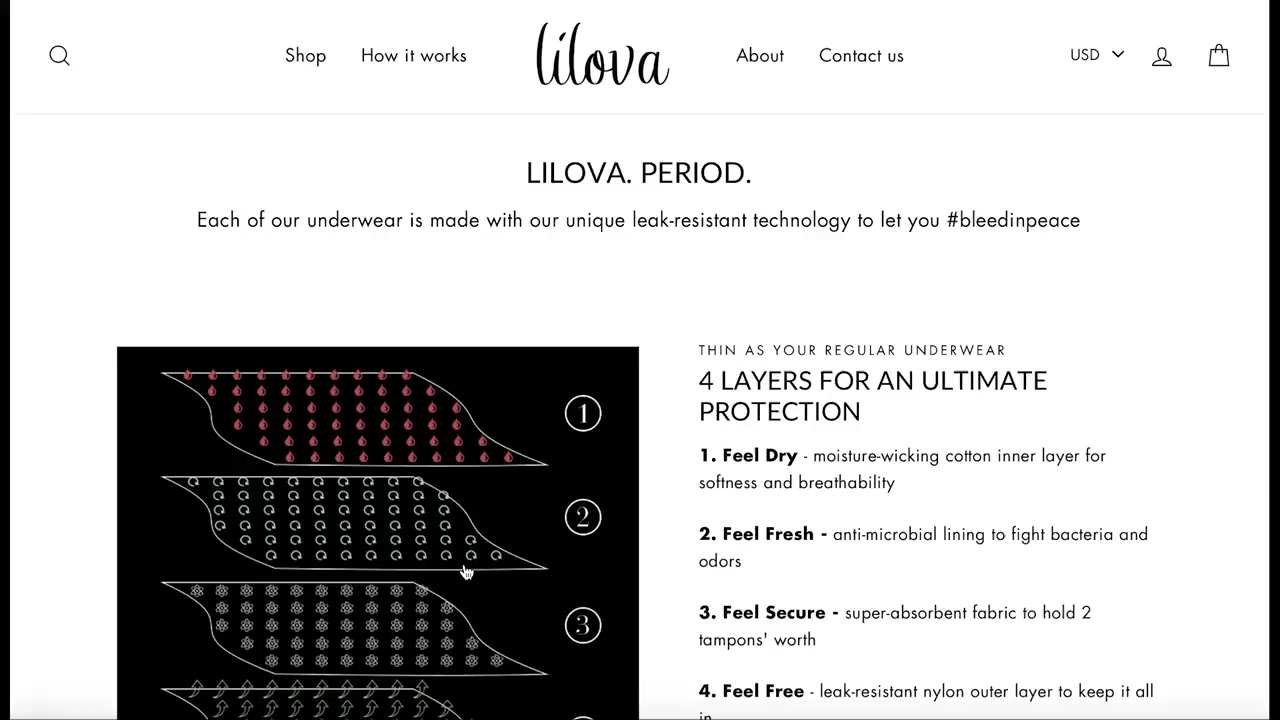 Shop How it works lilova About Contact us USD
LILOVA. PERIOD.
Each of our underwear is made with our unique leak-resistant technology to let you #bleedinpeace
THIN AS YOUR REGULAR UNDERWEAR
4 LAYERS FOR AN ULTIMATE
PROTECTION
1
1. Feel Dry - moisture-wicking cotton inner layer for
softness and breathability
2
2. Feel Fresh - anti-microbial lining to fight bacteria and
odors
3
3. Feel Secure - super-absorbent fabric to hold 2
tampons' worth
4. Feel Free - leak-resistant nylon outer layer to keep it all
in